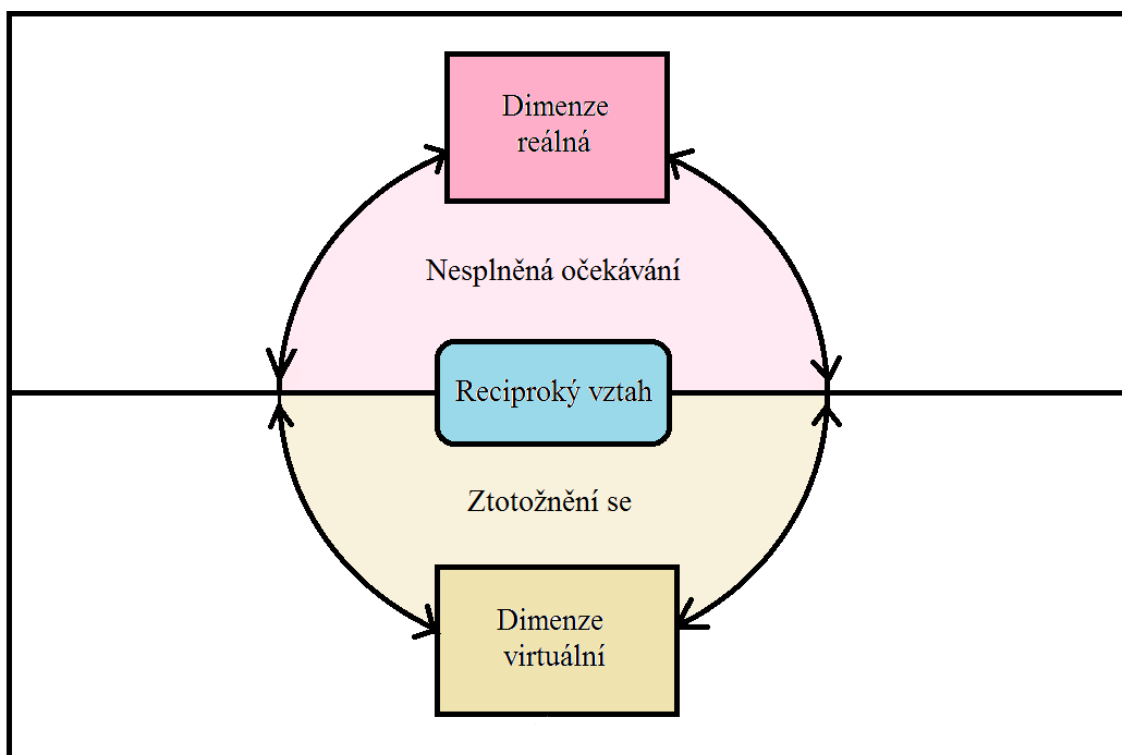 Dimenze
reálná
Nesplněná očekávání
Reciproký vztah
Ztotožnění se
Dimenze
virtuální